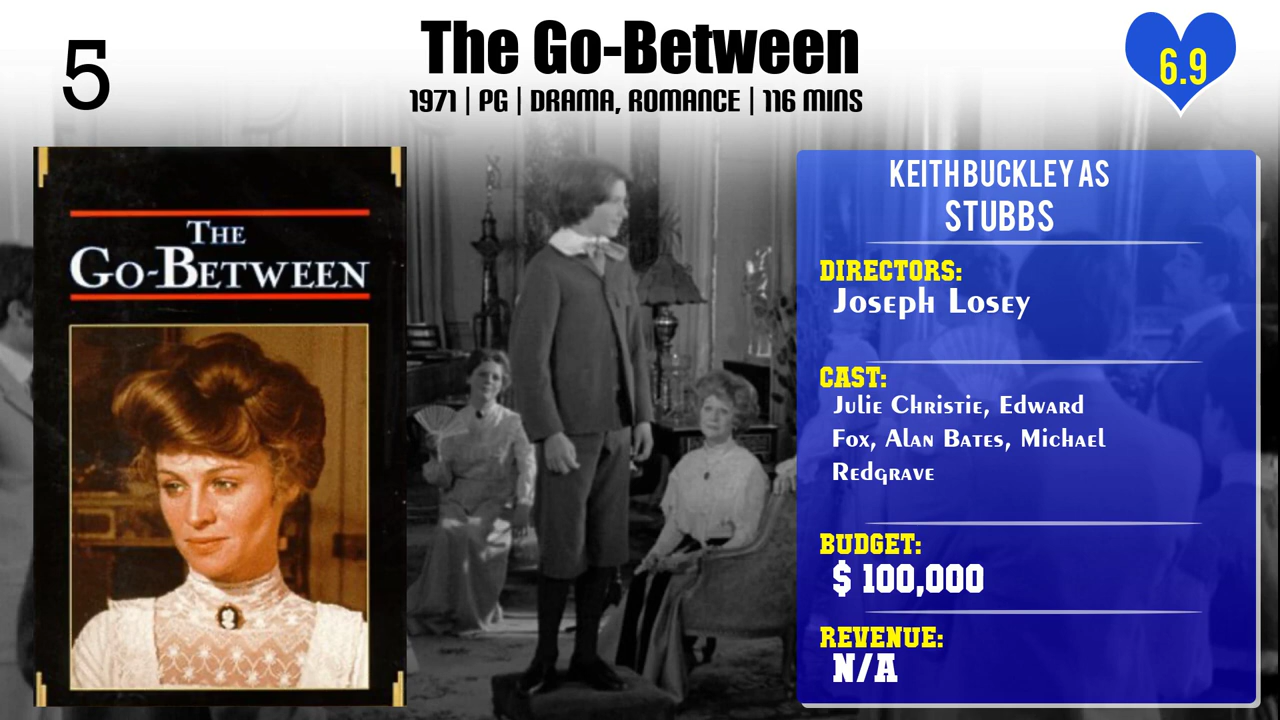 5
The Go-Between
1971 | PG | DRAMA, ROMANCE | 116 MINS
6.9
THE
GO-BETWEEN
KEITH BUCKLEY AS
STUBBS
DIRECTORS:
Joseph Losey
CAST:
Julie Christie, Edward
Fox, Alan Bates, Michael
Redgrave
BUDGET:
$ 100,000
REVENUE:
N/A